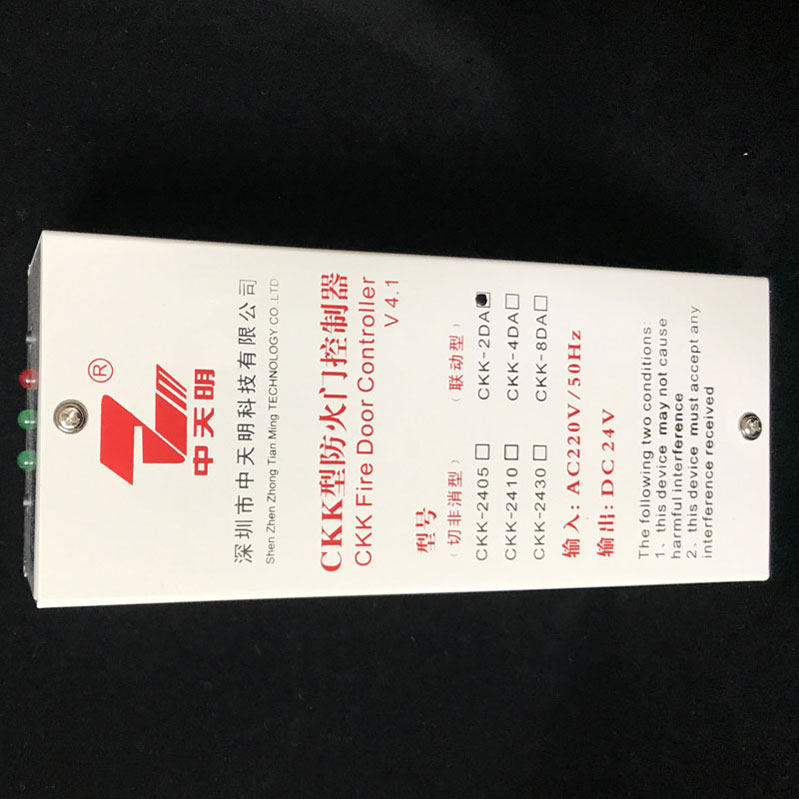 ®
中天明
深圳市中天明科技有限公司
Shen Zhen Zhong Tian Ming TECHNOLOGY CO.,LTD
CKK型防火门控制器
CKK Fire Door Controller
V 4.1
型号
(切非消型) (联动型)
CKK-2405 CKK-2DA
CKK-2410 CKK-4DA
CKK-2430 CKK-8DA
输入: AC220V/50Hz
输出: DC24V
The following two conditions:
1、this device may not cause
harmful interference
2、this device must accept any
interference received